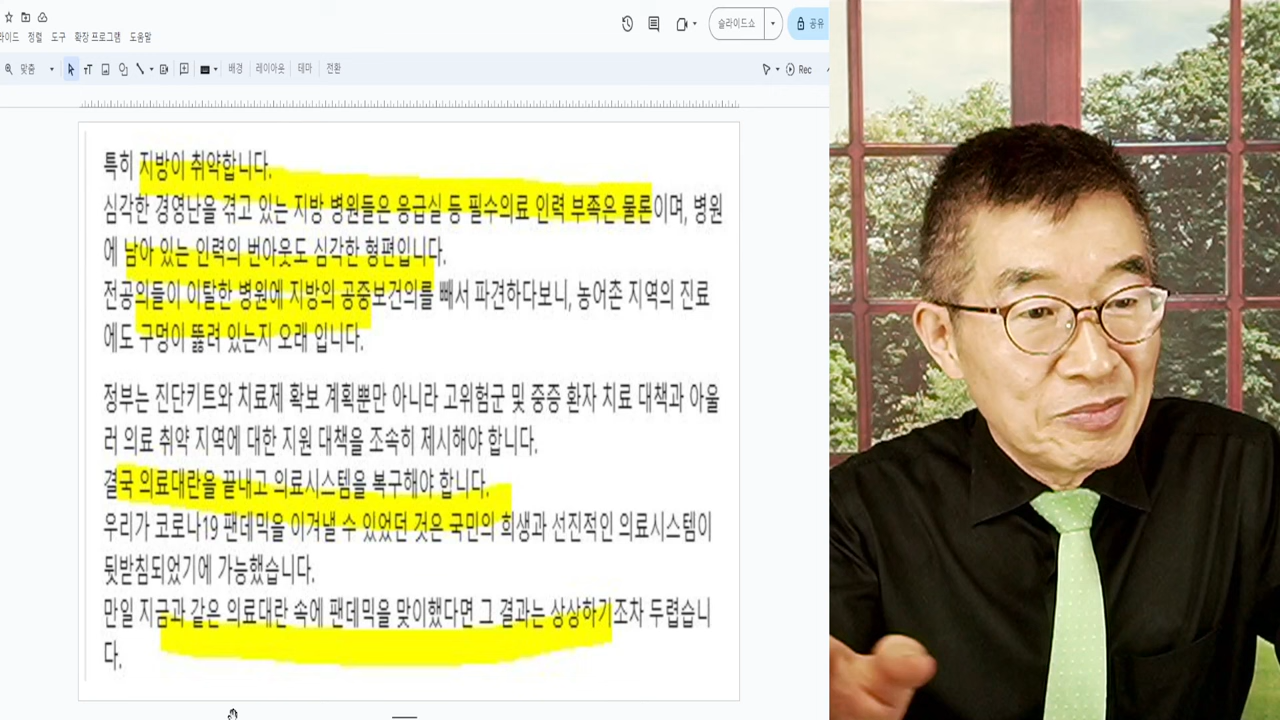 슬라이드쇼
공유
라이드 정렬 도구 확장 프로그램 도움말
맞춤 배경 레이아웃 테마 전환 Rec
특히 지방이 취약합니다.
심각한 경영난을 겪고 있는 지방 병원들은 응급실 등 필수의료 인력 부족은 물론이며, 병원
에 남아 있는 인력의 번아웃도 심각한 형편입니다.
전공의들이 이탈한 병원에 지방의 공중보건의를 빼서 파견하다보니, 농어촌 지역의 진료
에도 구멍이 뚫려 있는지 오래 입니다.
정부는 진단키트와 치료제 확보 계획뿐만 아니라 고위험군 및 중증 환자 치료 대책과 아울
러 의료 취약 지역에 대한 지원 대책을 조속히 제시해야 합니다.
결국 의료대란을 끝내고 의료시스템을 복구해야 합니다.
우리가 코로나19 팬데믹을 이겨낼 수 있었던 것은 국민의 희생과 선진적인 의료시스템이
뒷받침되었기에 가능했습니다.
만일 지금과 같은 의료대란 속에 팬데믹을 맞이했다면 그 결과는 상상하기조차 두렵습니
다.